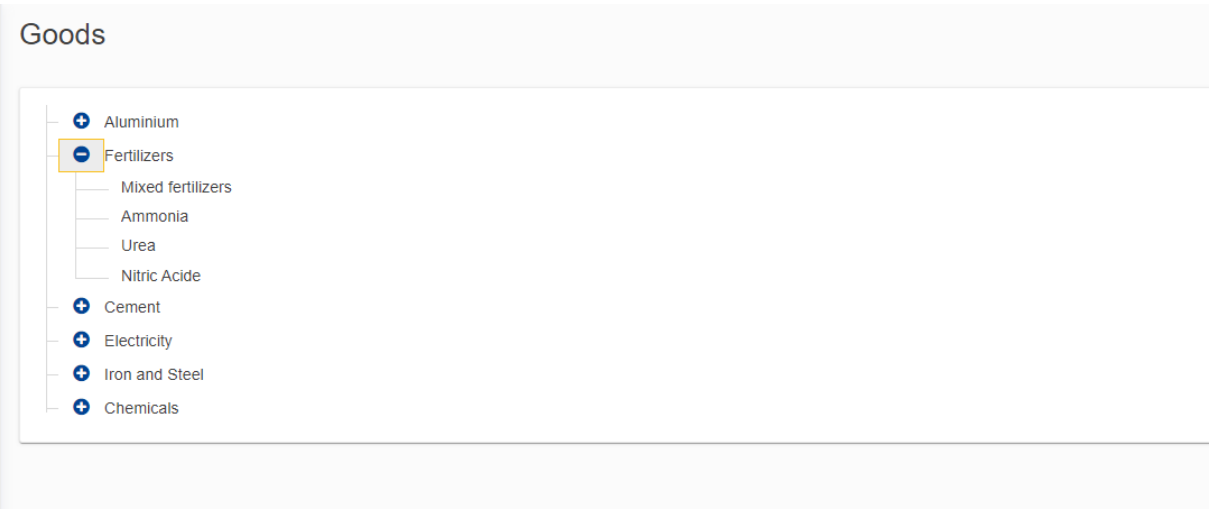 Goods
Aluminium
Fertilizers
Mixed fertilizers
Ammonia
Urea
Nitric Acide
Cement
Electricity
Iron and Steel
Chemicals